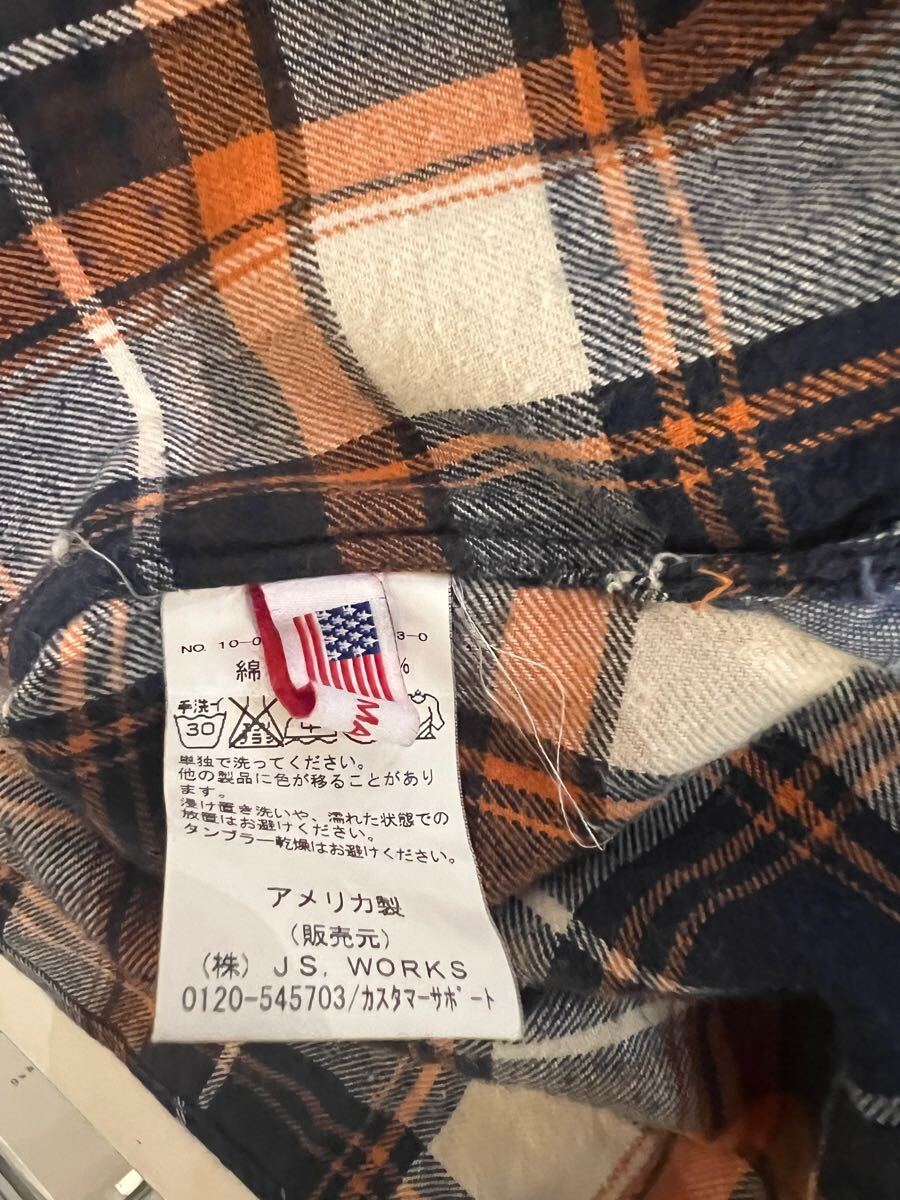 NO. 10-0 3-0
綿 %
MA
手洗イ
30
単独で洗ってください。
他の製品に色が移ることがあり
ます。
浸け置き洗いや、濡れた状態での
放置はお避けください。
タンブラー乾燥はお避けください。
アメリカ製
(販売元)
(株) JS. WORKS
0120-545703/カスタマーサポート